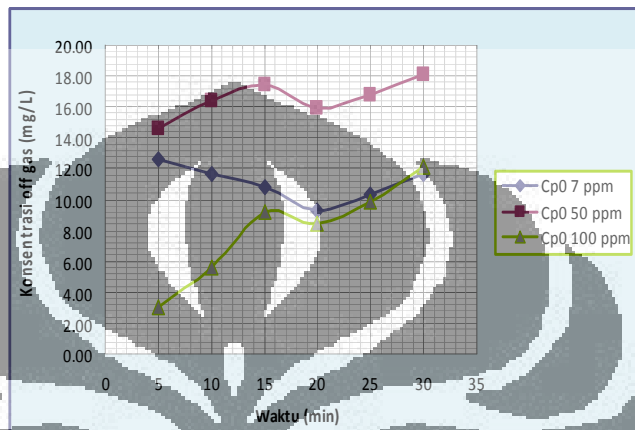 20.00
18.00
16.00
14.00
12.00
10.00
8.00
6.00
4.00
2.00
0.00
Konsentrasi off gas (mg/L)
0 5 10 15 20 25 30 35
Waktu (min)
Cp0 7 ppm
Cp0 50 ppm
Cp0 100 ppm